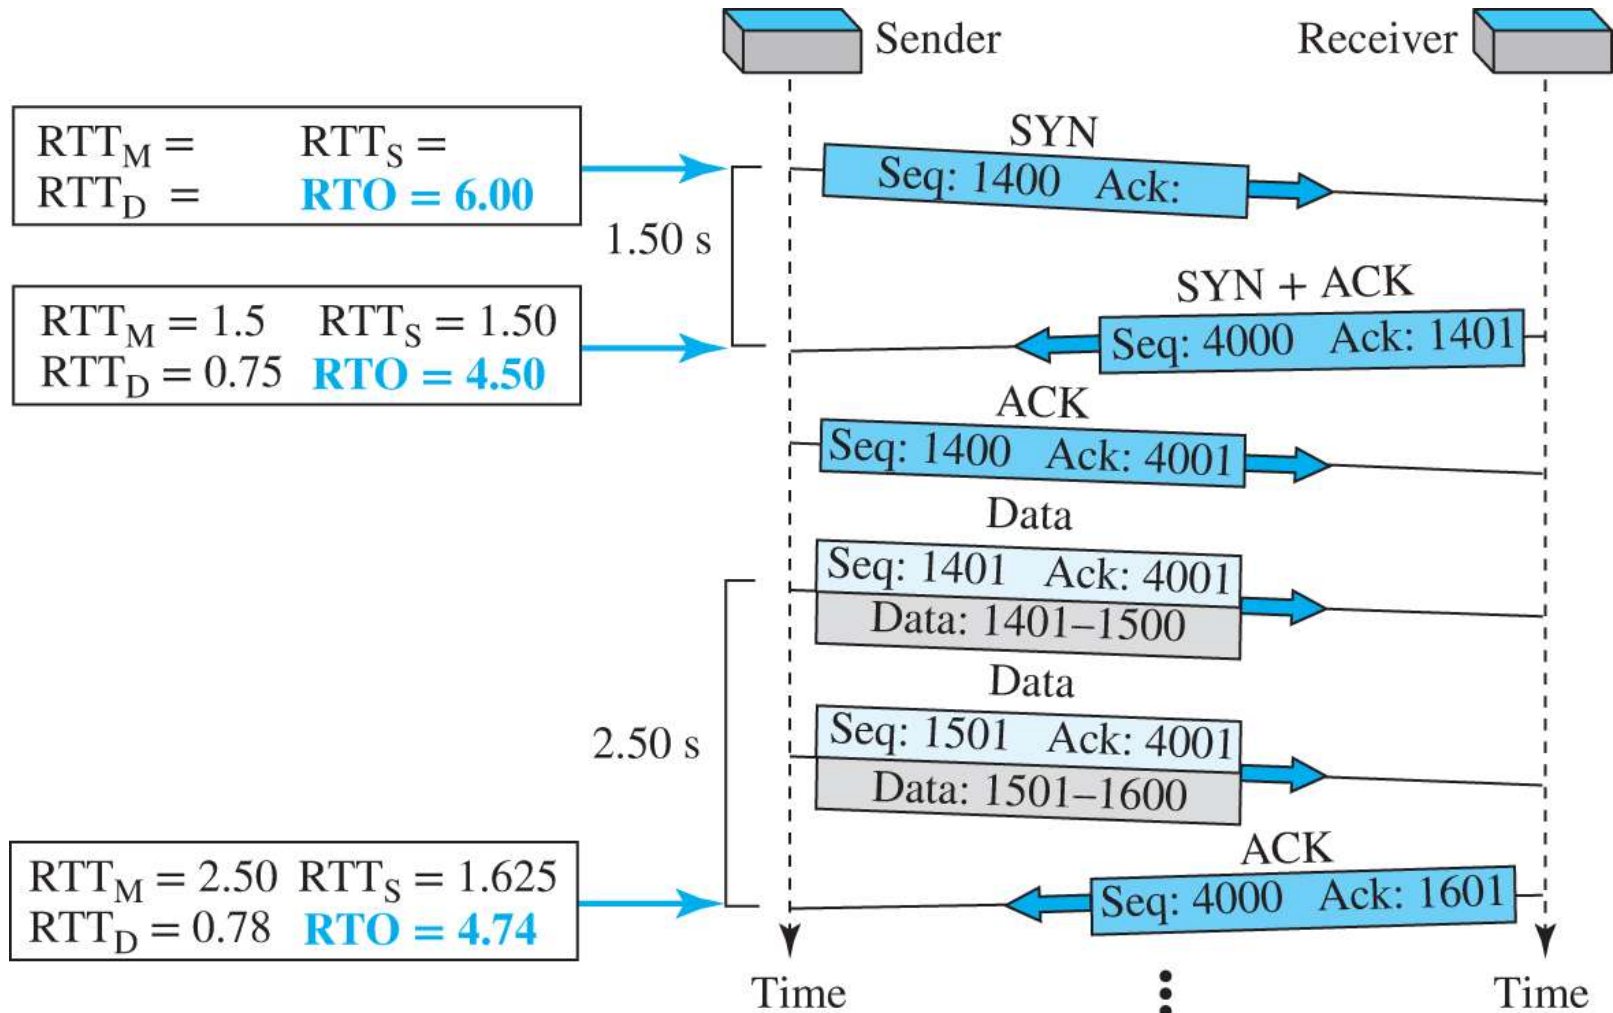 Sender
Receiver
SYN
Seq: 1400 Ack:
RTT_M = RTT_S =
RTT_D = RTO = 6.00
1.50 s
SYN + ACK
Seq: 4000 Ack: 1401
RTT_M = 1.5 RTT_S = 1.50
RTT_D = 0.75 RTO = 4.50
ACK
Seq: 1400 Ack: 4001
Data
Seq: 1401 Ack: 4001
Data: 1401–1500
Data
Seq: 1501 Ack: 4001
Data: 1501–1600
2.50 s
ACK
Seq: 4000 Ack: 1601
RTT_M = 2.50 RTT_S = 1.625
RTT_D = 0.78 RTO = 4.74
Time
Time